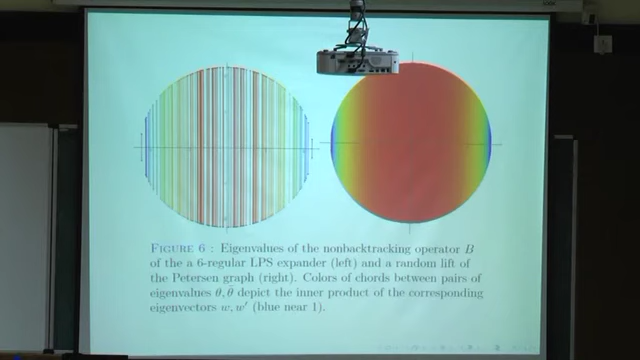 FIGURE 6 : Eigenvalues of the nonbacktracking operator B
of the a 6-regular LPS expander (left) and a random lift of
the Petersen graph (right). Colors of chords between pairs of
eigenvalues θ, θ̄ depict the inner product of the corresponding
eigenvectors w, w′ (blue near 1).